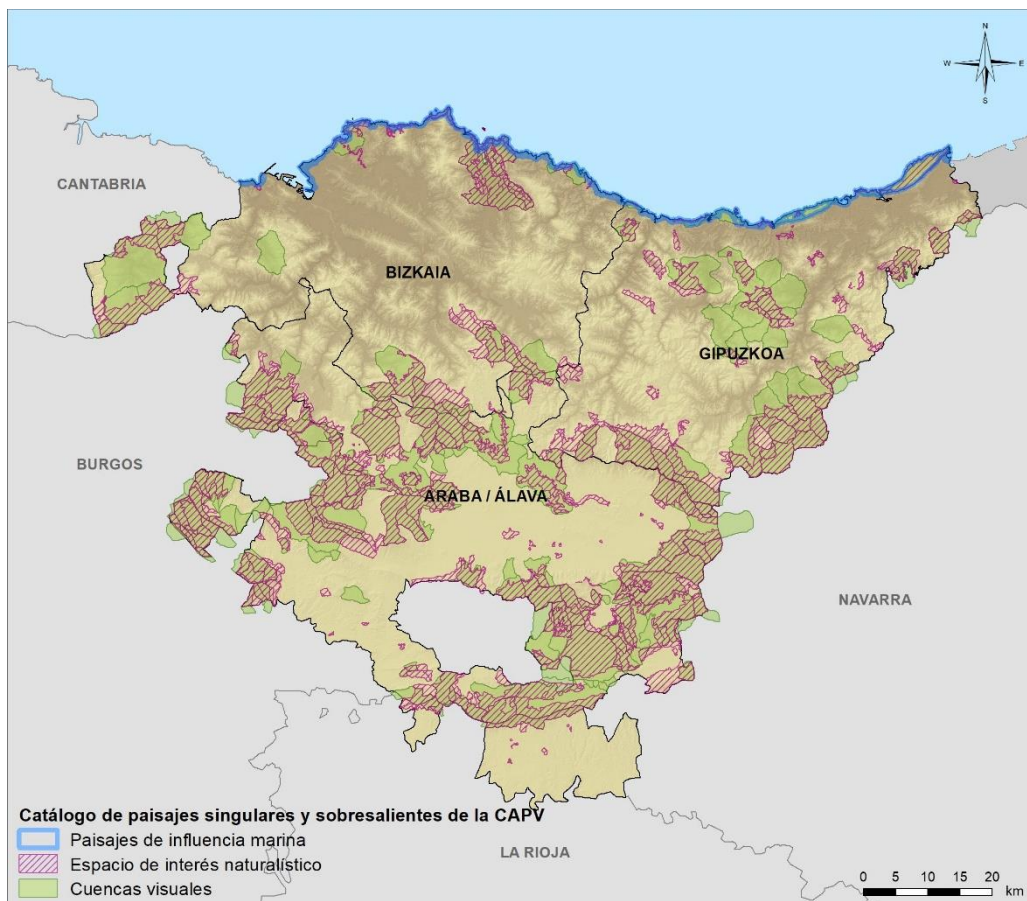 N
W E
S
CANTABRIA
BIZKAIA
GIPUZKOA
BURGOS
ARABA / ÁLAVA
NAVARRA
Catálogo de paisajes singulares y sobresalientes de la CAPV
Paisajes de influencia marina
Espacio de interés naturalístico
Cuencas visuales
LA RIOJA
0 5 10 15 20
km